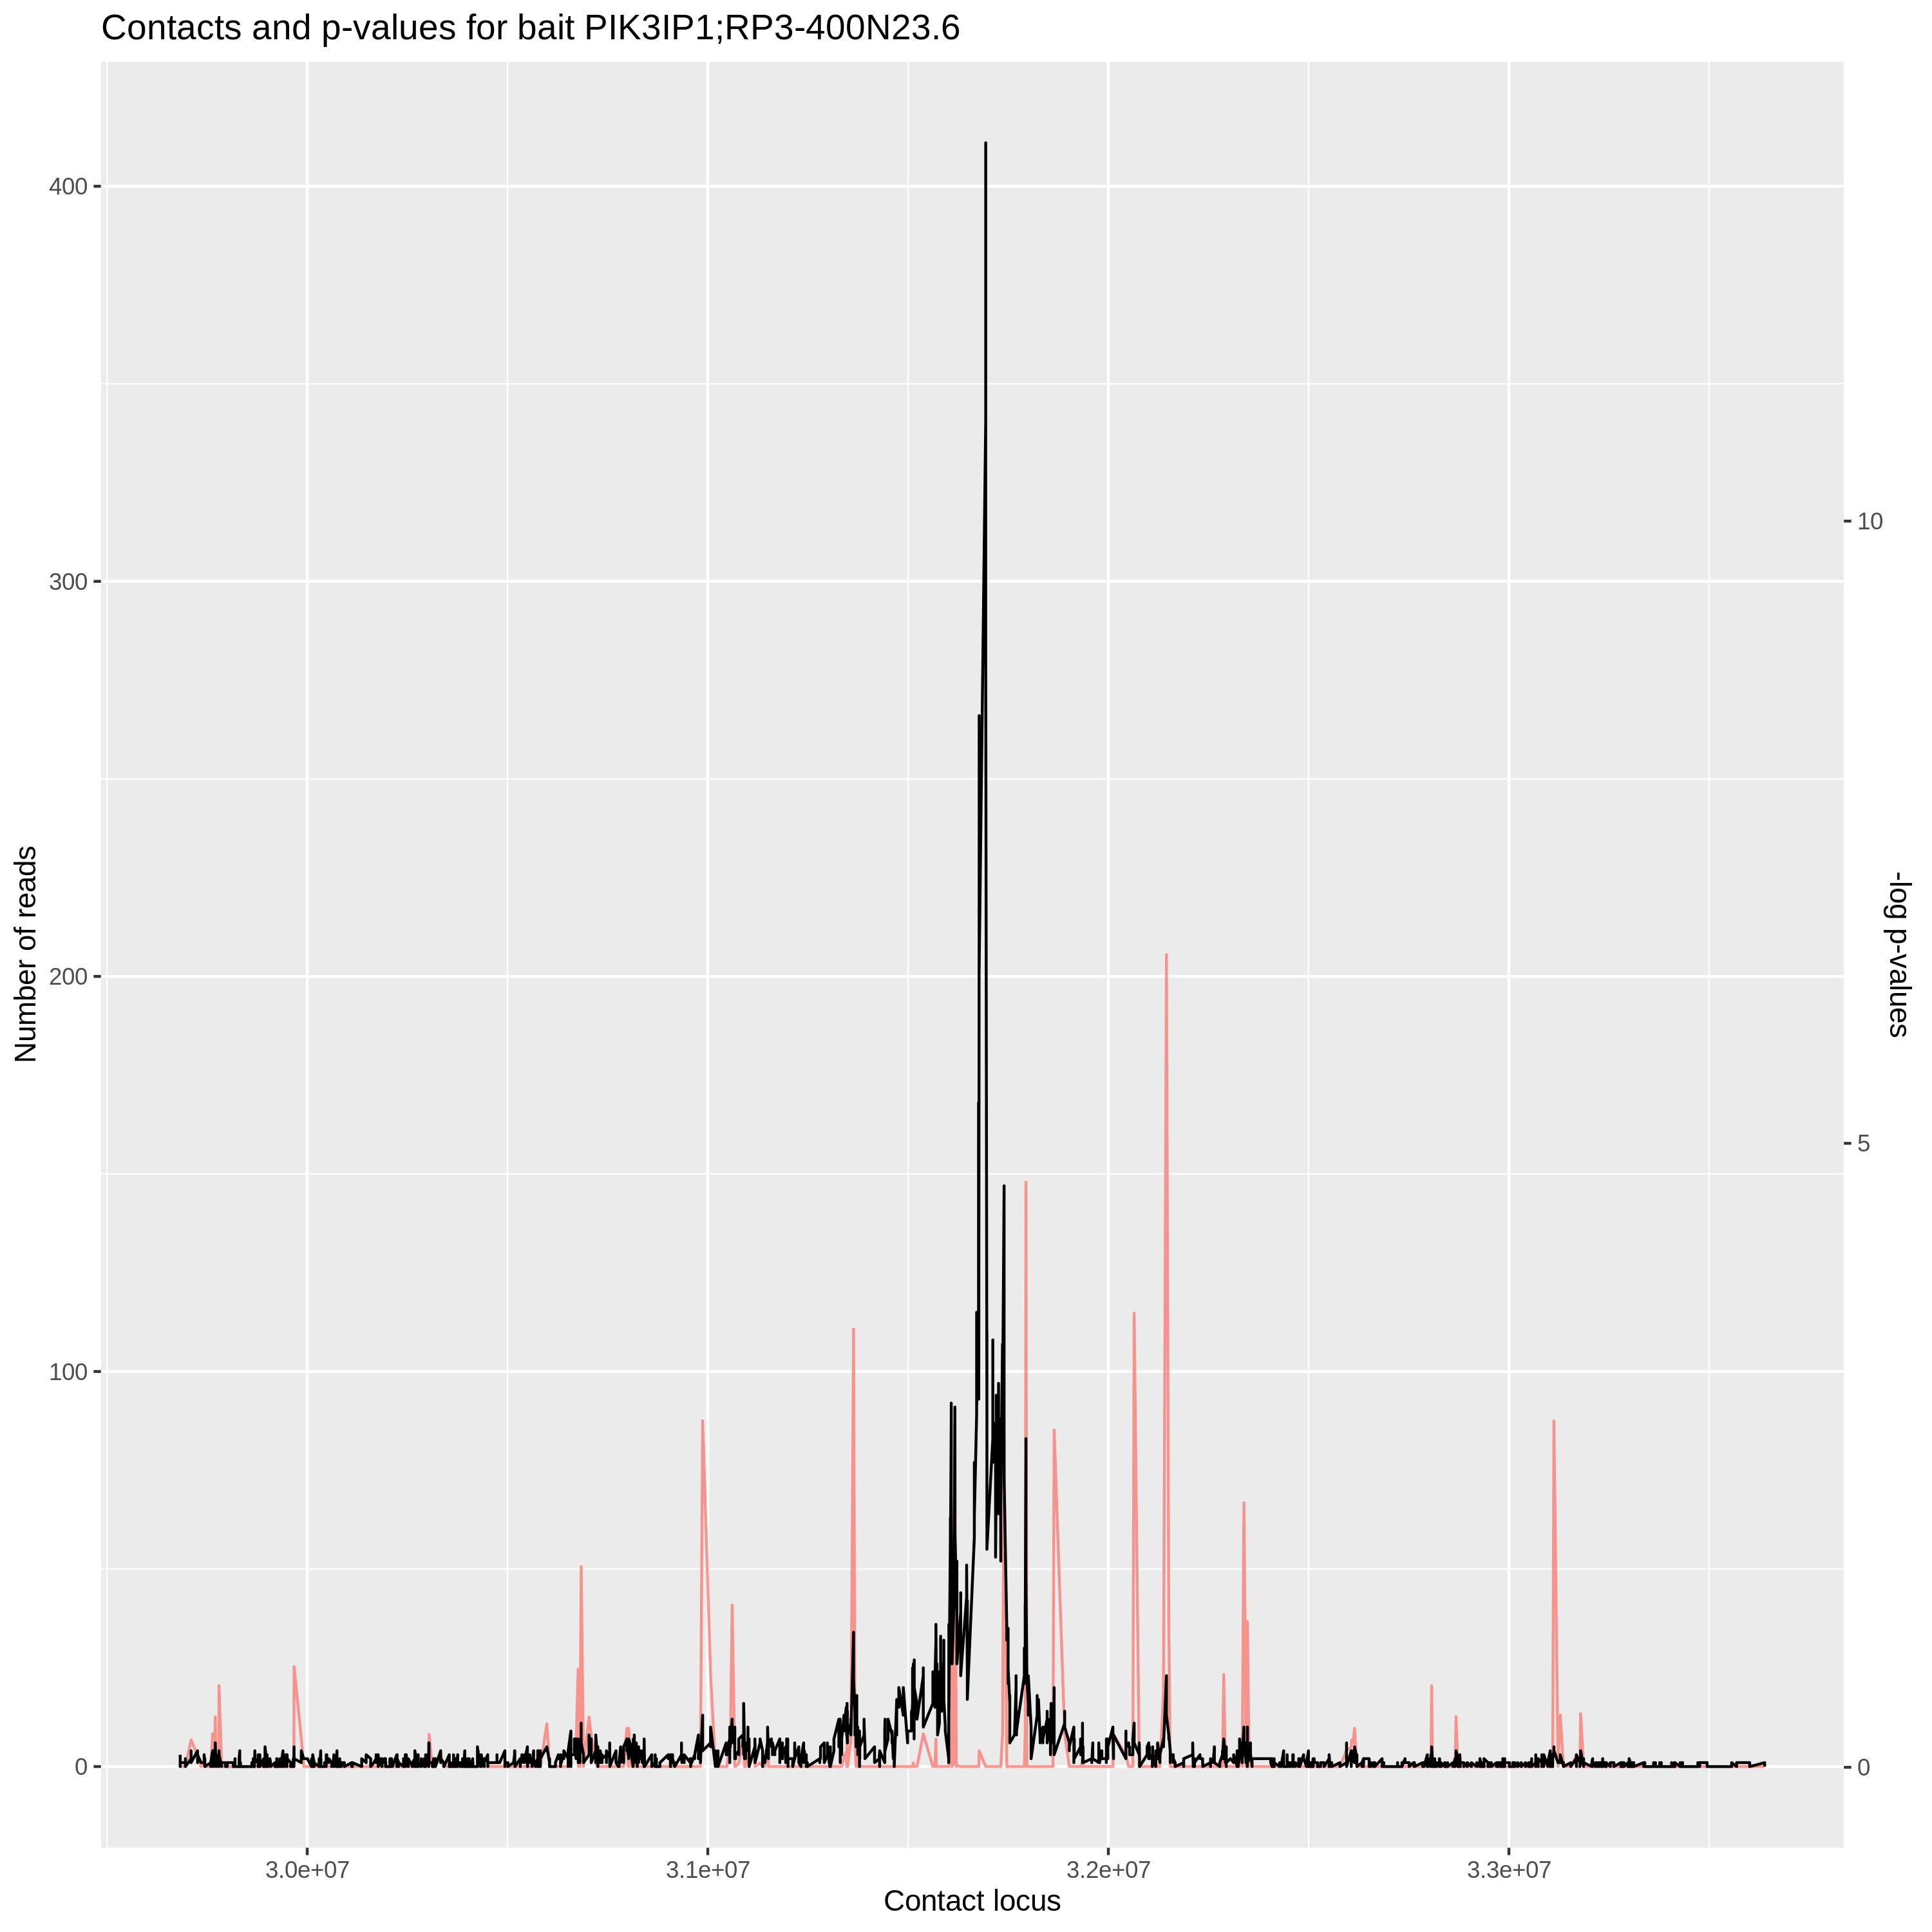 Contacts and p-values for bait PIK3IP1;RP3-400N23.6
400
300
200
100
0
10
5
0
Number of reads
-log p-values
3.0e+07
3.1e+07
3.2e+07
3.3e+07
Contact locus